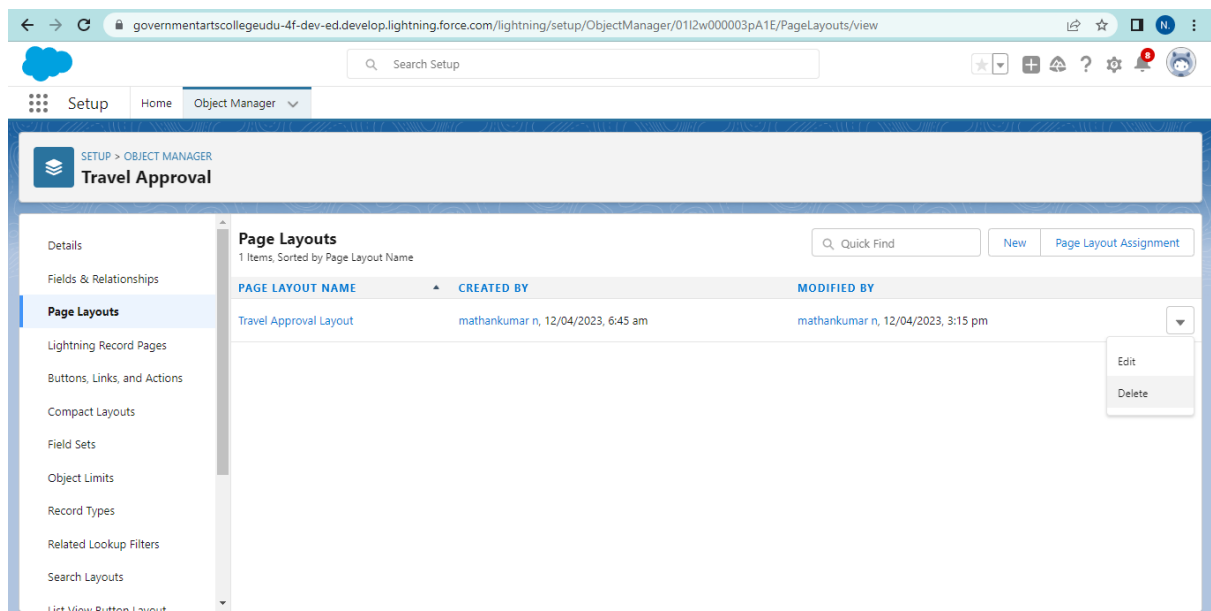 governmentartscollegeudu-4f-dev-ed.develop.lightning.force.com/lightning/setup/ObjectManager/01I2w000003pA1E/PageLayouts/view
N.
Search Setup
8
Setup Home Object Manager
SETUP > OBJECT MANAGER
Travel Approval
Details
Fields & Relationships
Page Layouts
Lightning Record Pages
Buttons, Links, and Actions
Compact Layouts
Field Sets
Object Limits
Record Types
Related Lookup Filters
Search Layouts
List View Button Layout
Page Layouts
1 Items, Sorted by Page Layout Name
Quick Find New Page Layout Assignment
PAGE LAYOUT NAME CREATED BY MODIFIED BY
Travel Approval Layout mathankumar n, 12/04/2023, 6:45 am mathankumar n, 12/04/2023, 3:15 pm
Edit
Delete